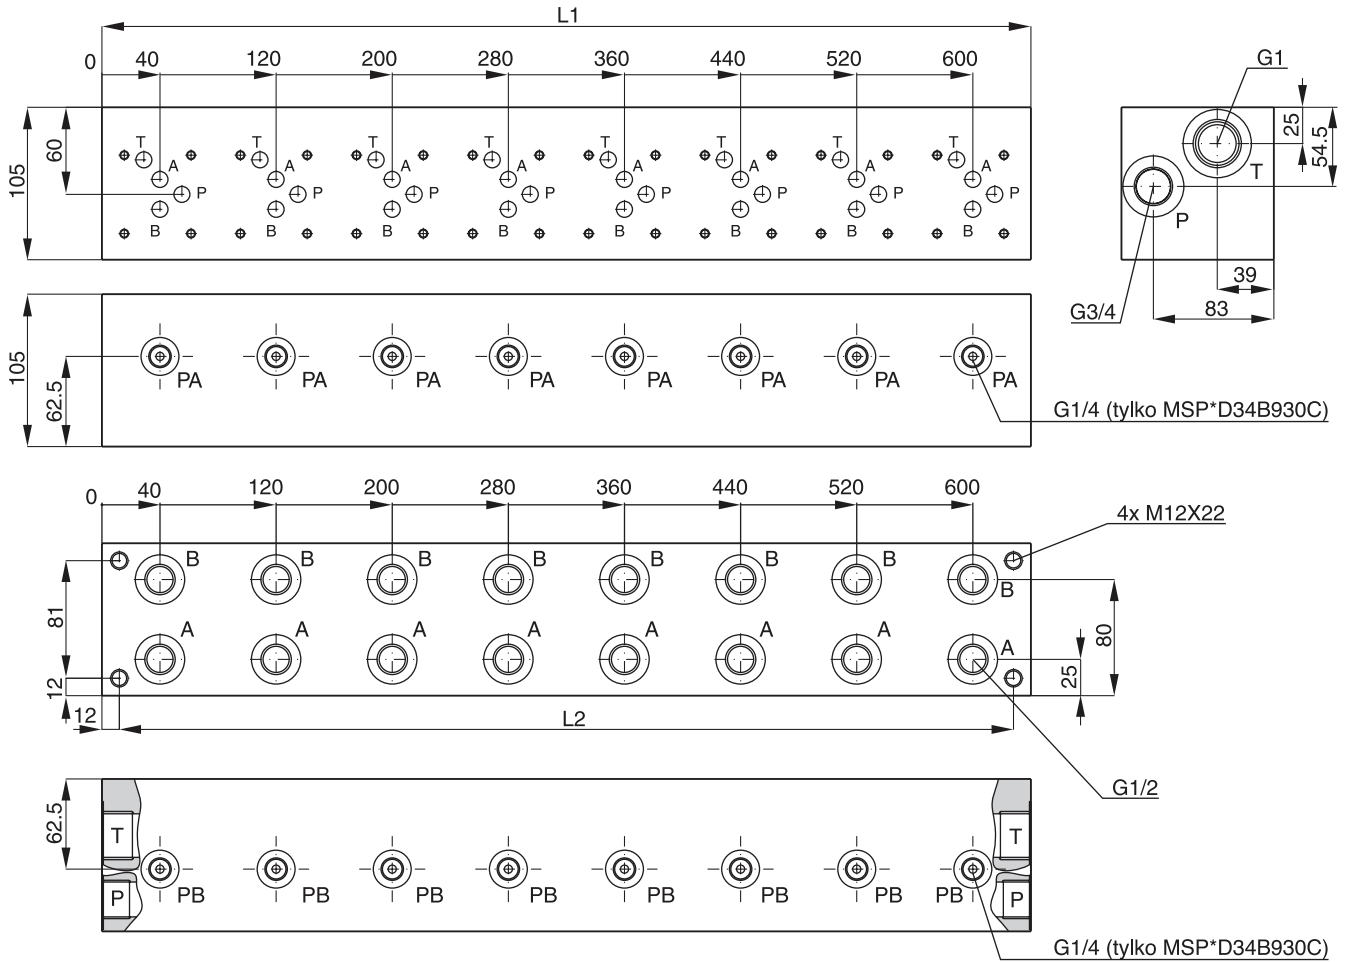 L1
0 40 120 200 280 360 440 520 600
G1
105 60
T T T T T T T T
A A A A A A A A
P P P P P P P P
B B B B B B B B
25 54.5
T
P
39
83
G3/4
105 62.5
PA PA PA PA PA PA PA PA
G1/4 (tylko MSP*D34B930C)
0 40 120 200 280 360 440 520 600
4x M12X22
B B B B B B B B
81
A A A A A A A A
80
25
12
12 L2
G1/2
62.5
T T
P P
PB PB PB PB PB PB PB PB
G1/4 (tylko MSP*D34B930C)